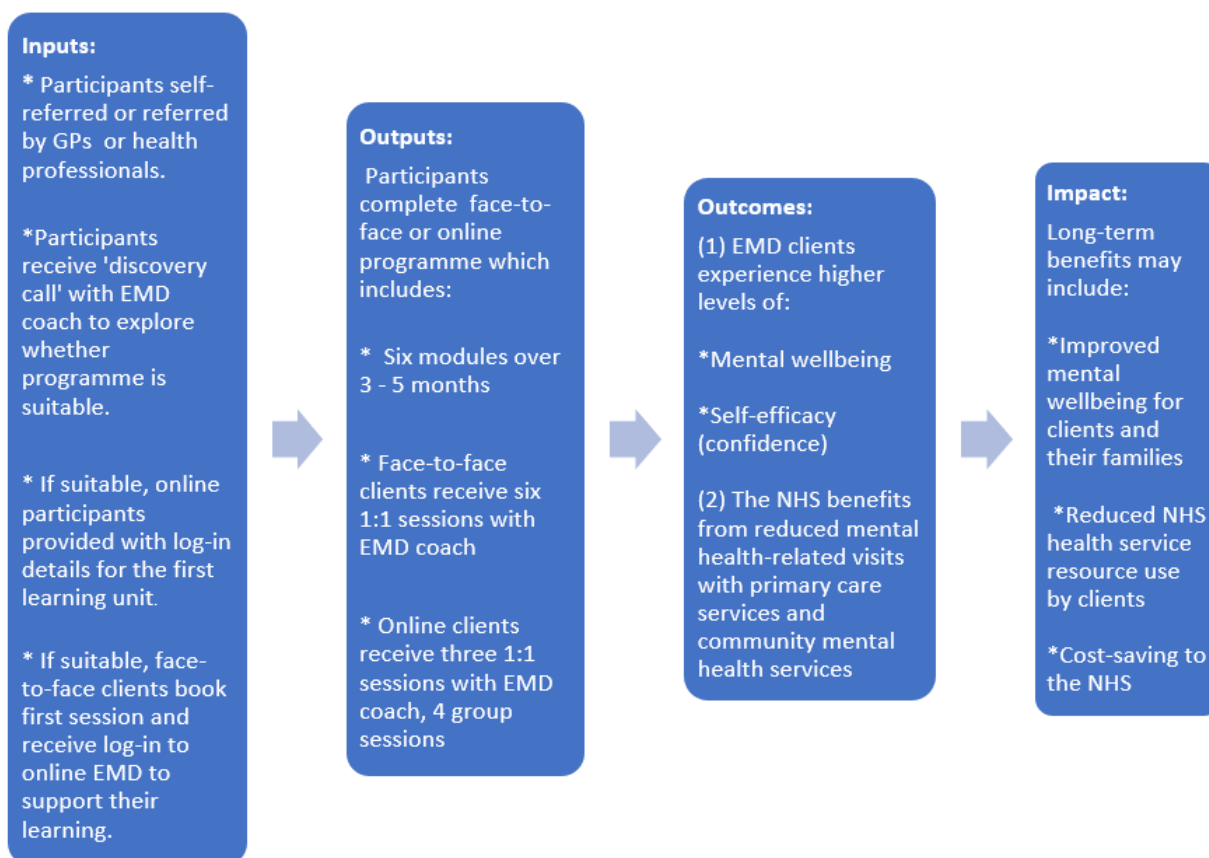 Inputs:
* Participants self-
referred or referred
by GPs or health
professionals.
*Participants
receive 'discovery
call' with EMD
coach to explore
whether
programme is
suitable.
* If suitable, online
participants
provided with log-in
details for the first
learning unit.
* If suitable, face-
to-face clients book
first session and
receive log-in to
online EMD to
support their
learning.
Outputs:
Participants
complete face-to-
face or online
programme which
includes:
* Six modules over
3 - 5 months
* Face-to-face
clients receive six
1:1 sessions with
EMD coach
* Online clients
receive three 1:1
sessions with EMD
coach, 4 group
sessions
Outcomes:
(1) EMD clients
experience higher
levels of:
*Mental wellbeing
*Self-efficacy
(confidence)
(2) The NHS benefits
from reduced mental
health-related visits
with primary care
services and
community mental
health services
Impact:
Long-term
benefits may
include:
*Improved
mental
wellbeing for
clients and
their families
*Reduced NHS
health service
resource use
by clients
*Cost-saving to
the NHS